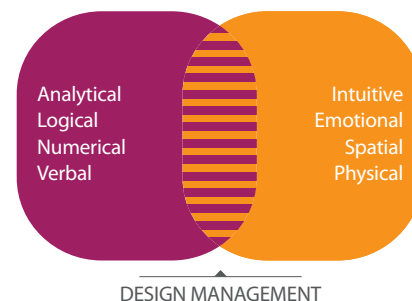 Analytical
Logical
Numerical
Verbal
Intuitive
Emotional
Spatial
Physical
DESIGN MANAGEMENT